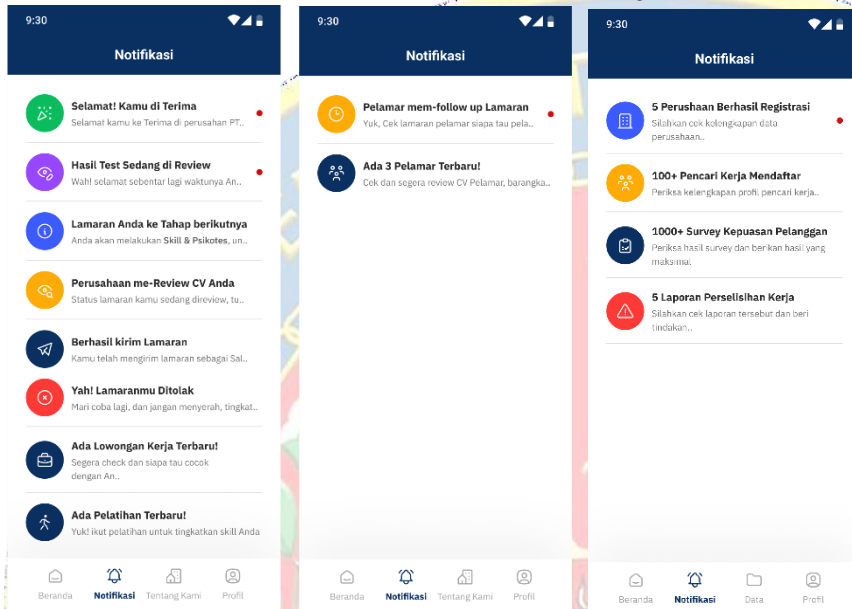 9:30
Notifikasi
Selamat! Kamu di Terima
Selamat kamu ke Terima di perusahan PT..
Hasil Test Sedang di Review
Wah! selamat sebentar lagi waktunya An..
Lamaran Anda ke Tahap berikutnya
Anda akan melakukan Skill & Psikotes, un..
Perusahaan me-Review CV Anda
Status lamaran kamu sedang direview, tu..
Berhasil kirim Lamaran
Kamu telah mengirim lamaran sebagai Sal..
Yah! Lamaranmu Ditolak
Mari coba lagi, dan jangan menyerah, tingkat..
Ada Lowongan Kerja Terbaru!
Segera check dan siapa tau cocok
dengan An..
Ada Pelatihan Terbaru!
Yuk! ikut pelatihan untuk tingkatkan skill Anda
Beranda Notifikasi Tentang Kami Profil
9:30
Notifikasi
Pelamar mem-follow up Lamaran
Yuk, Cek lamaran pelamar siapa tau pela..
Ada 3 Pelamar Terbaru!
Cek dan segera review CV Pelamar, barangka..
Beranda Notifikasi Tentang Kami Profil
9:30
Notifikasi
5 Perushaan Berhasil Registrasi
Silahkan cek kelengkapan data
perusahaan..
100+ Pencari Kerja Mendaftar
Periksa kelengkapan profil pencari kerja..
1000+ Survey Kepuasan Pelanggan
Periksa hasil survey dan berikan hasil yang
maksimal
5 Laporan Perselisihan Kerja
Silahkan cek laporan tersebut dan beri
tindakan..
Beranda Notifikasi Data Profil